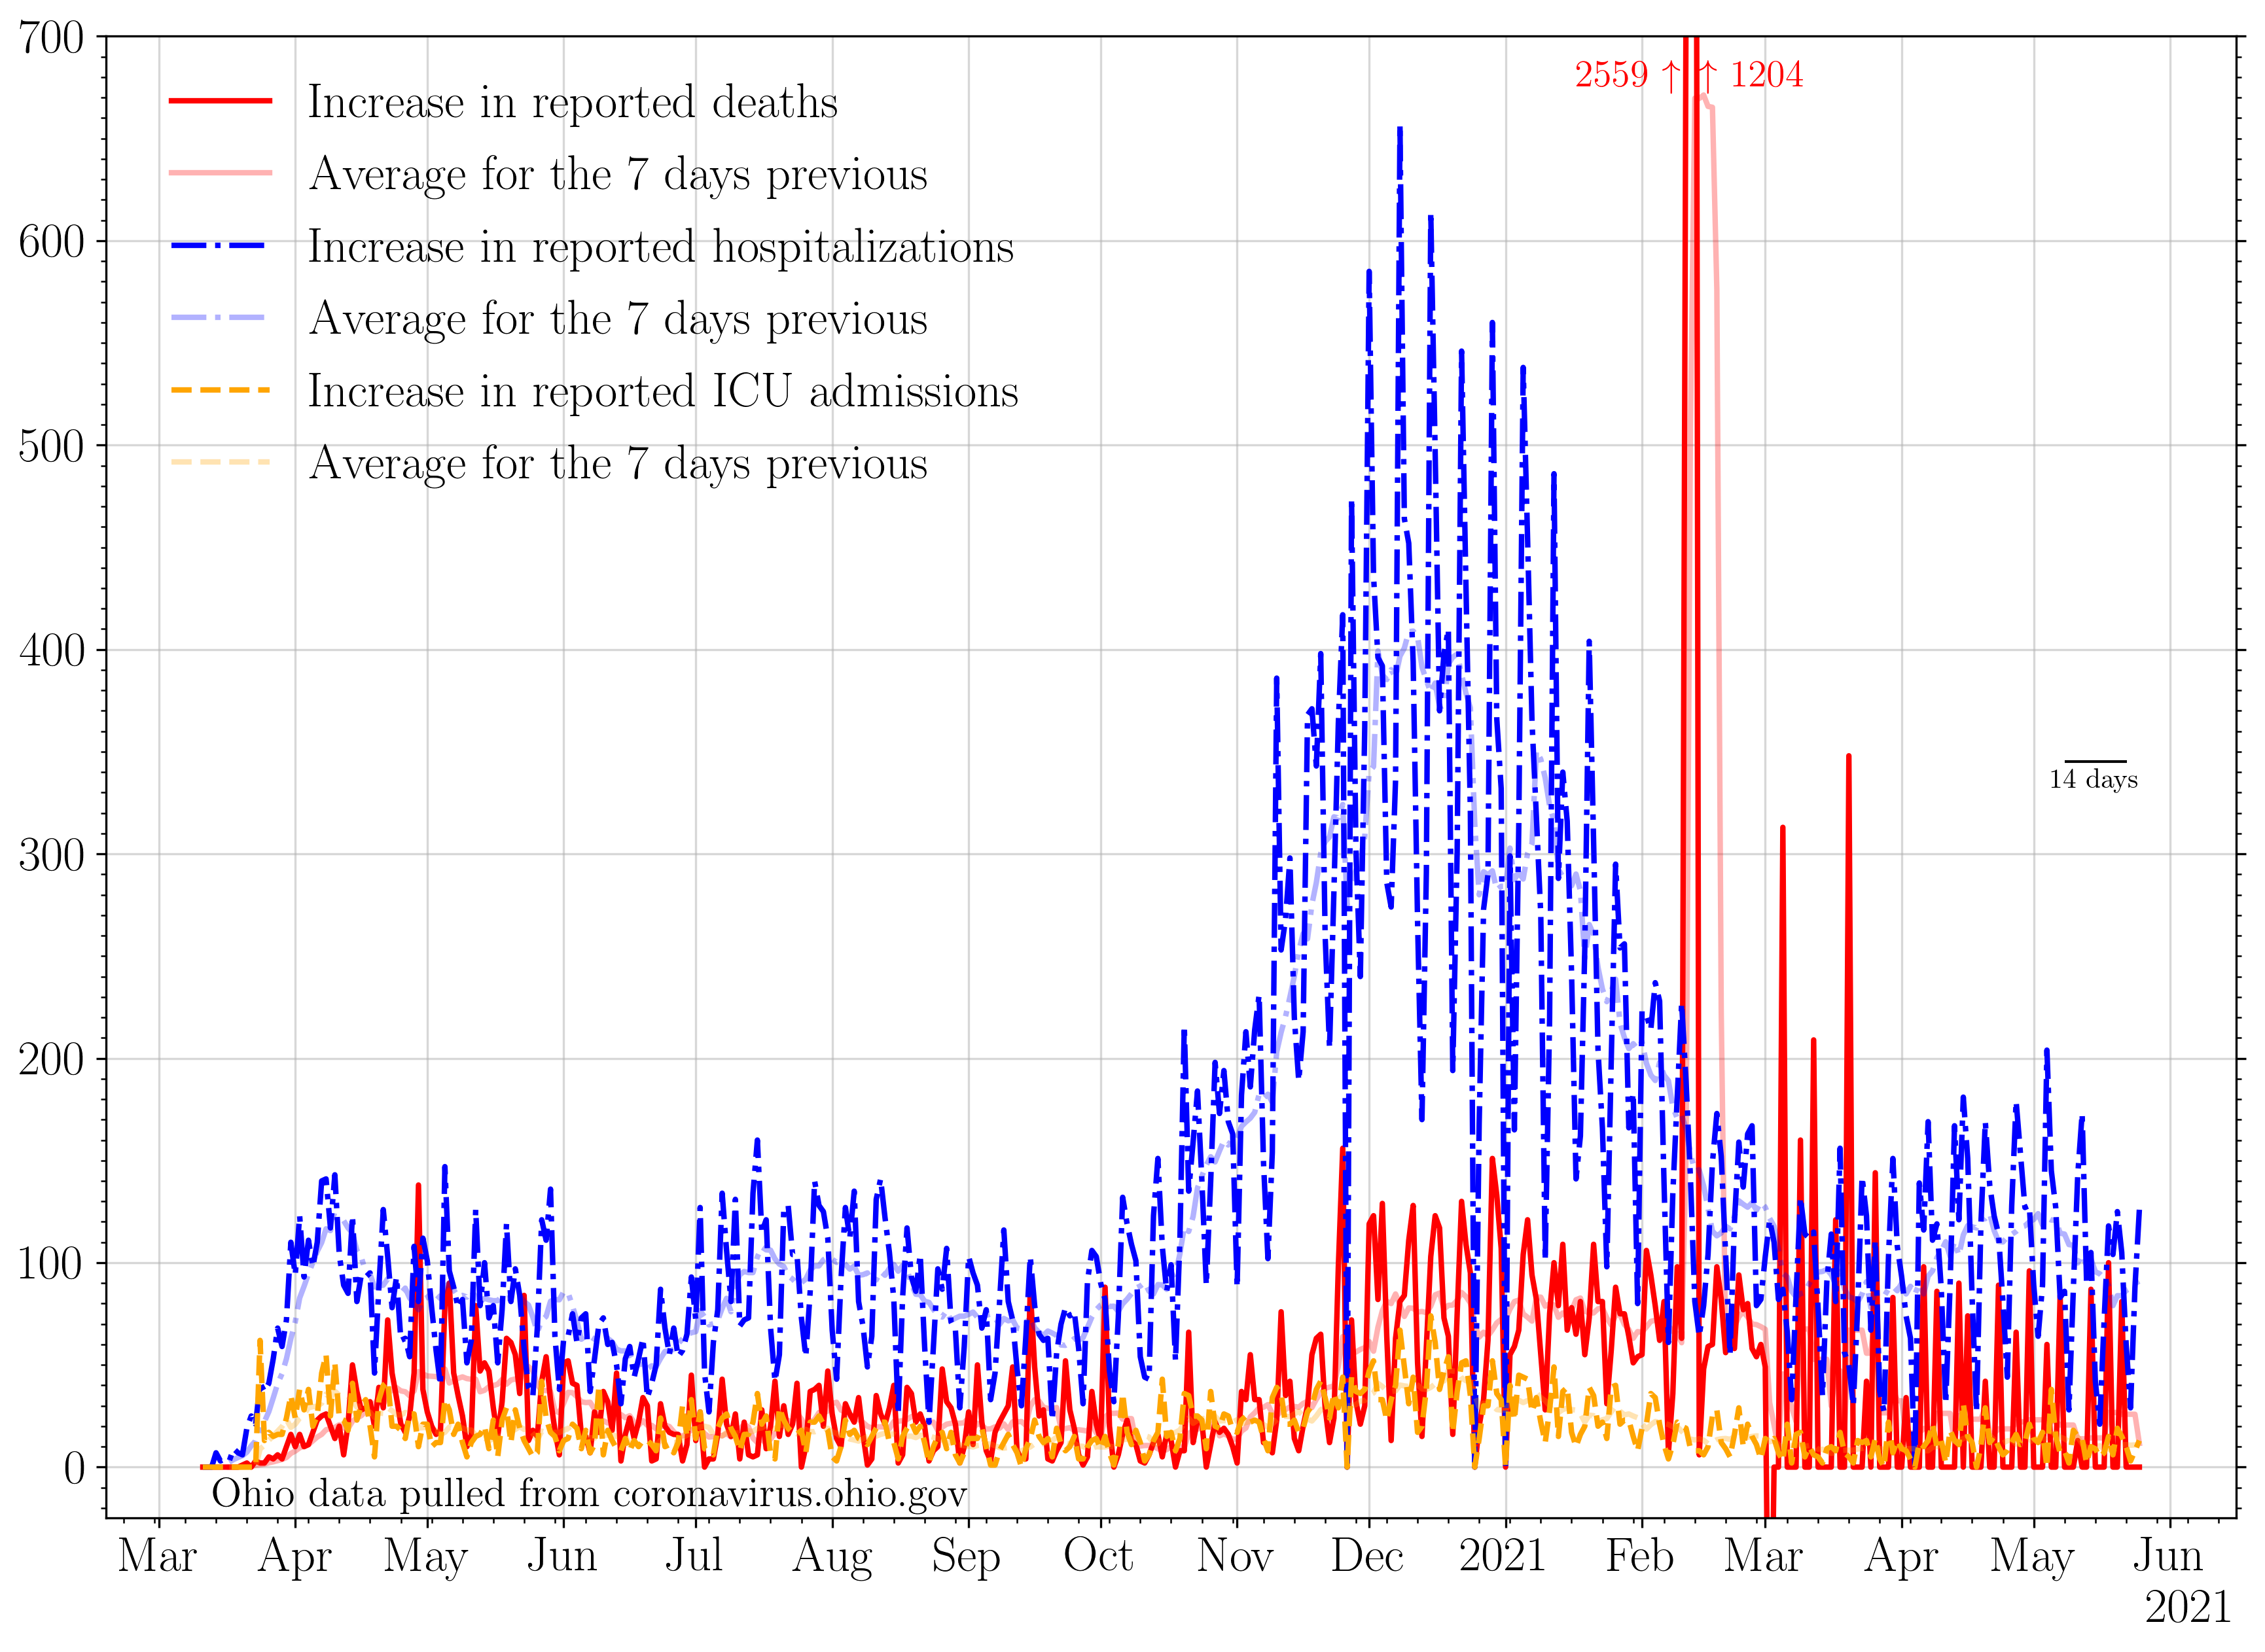 700
600
500
400
300
200
100
0
2559 ↑ ↑ 1204
Increase in reported deaths
Average for the 7 days previous
Increase in reported hospitalizations
Average for the 7 days previous
Increase in reported ICU admissions
Average for the 7 days previous
14 days
Ohio data pulled from coronavirus.ohio.gov
Mar Apr May Jun Jul Aug Sep Oct Nov Dec 2021 Feb Mar Apr May Jun
2021